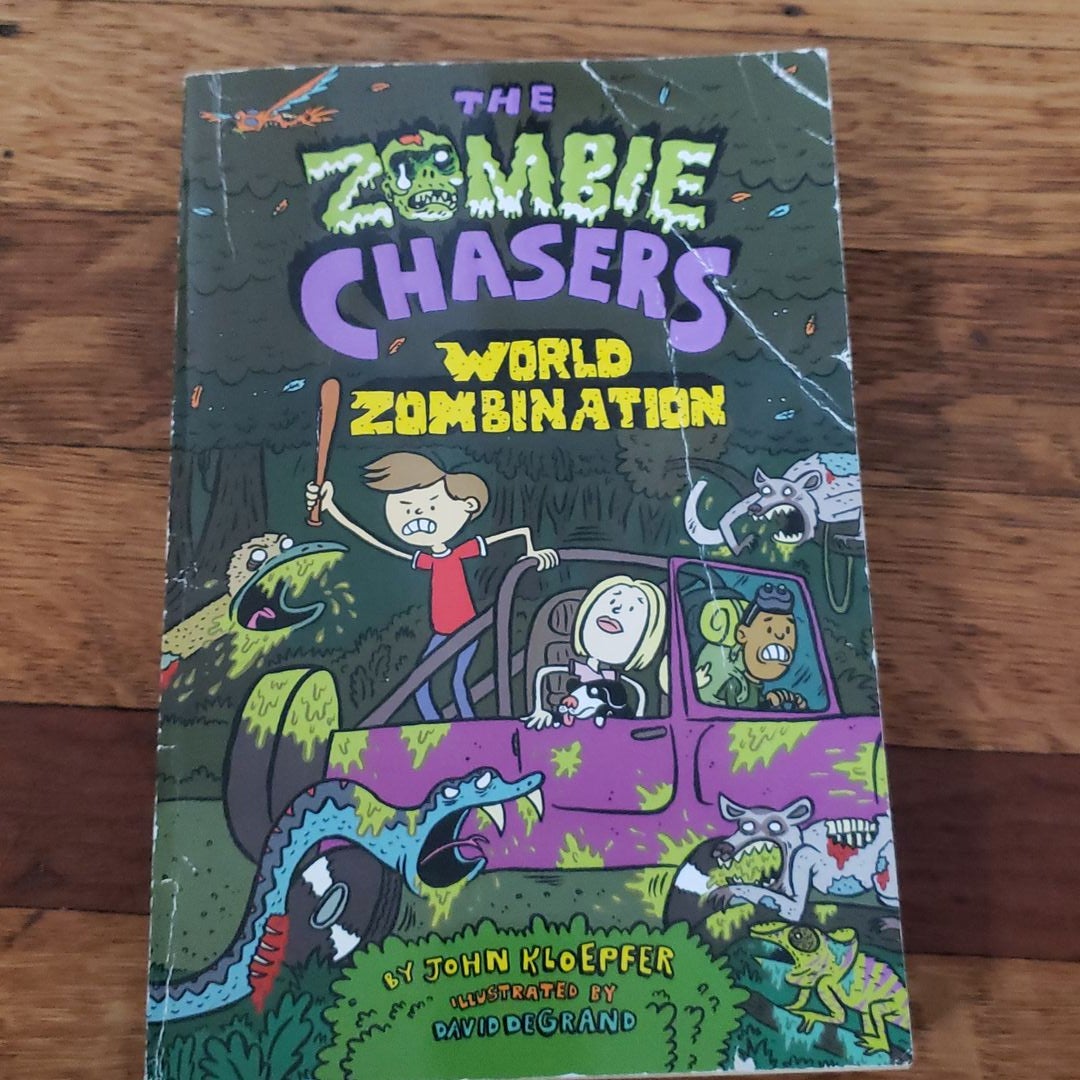 THE
ZOMBIE
CHASERS
WORLD
ZOMBINATION
BY JOHN KLOEPFER
ILLUSTRATED BY
DAVID DEGRAND